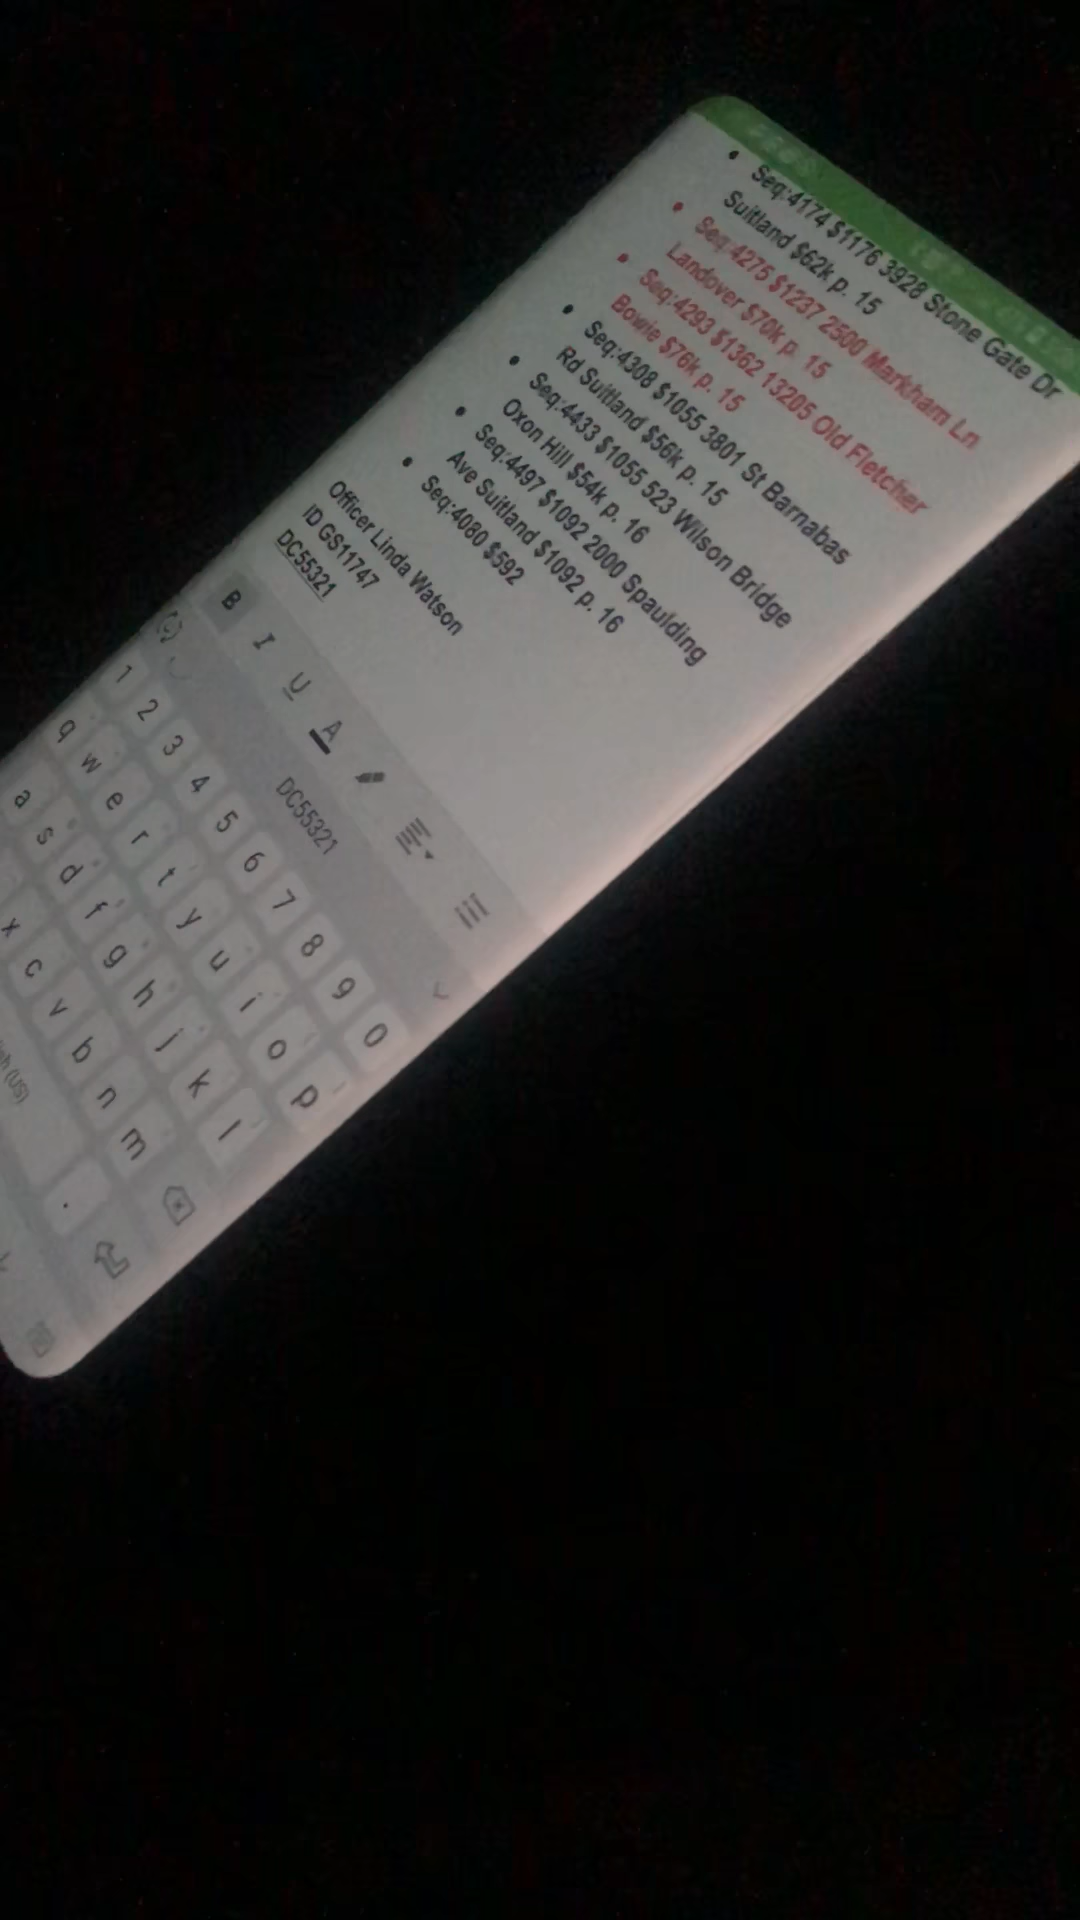 Seq:4174 $1176 3928 Stone Gate Dr
Suitland $62k p. 15
Seq:4275 $1237 2500 Markham Ln
Landover $70k p. 15
Seq:4293 $1362 13205 Old Fletcher
Bowie $76k p. 15
Seq:4308 $1055 3801 St Barnabas
Rd Suitland $56k p. 15
Seq:4433 $1055 523 Wilson Bridge
Oxon Hill $54k p. 16
Seq:4497 $1092 2000 Spaulding
Ave Suitland $1092 p. 16
Seq:4080 $592
Officer Linda Watson
ID GS11747
DC55321
B I U A
DC55321
1 2 3 4 5 6 7 8 9 0
q w e r t y u i o p
a s d f g h j k l
x c v b n m
(US) .